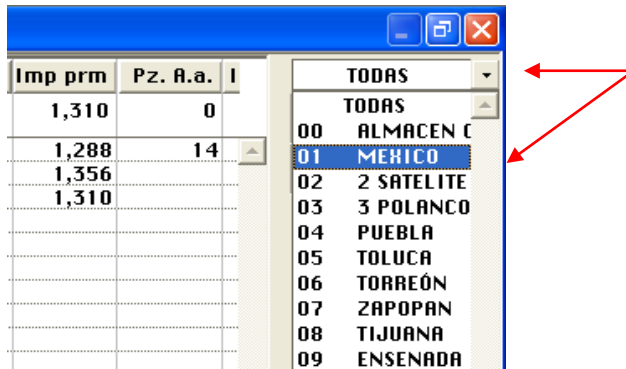 Imp prm Pz. A.a. TODAS
1,310 0 TODAS
00 ALMACEN
1,288 14 01 MEXICO
1,356 02 2 SATELITE
1,310 03 3 POLANCO
04 PUEBLA
05 TOLUCA
06 TORREÓN
07 ZAPOPAN
08 TIJUANA
09 ENSENADA